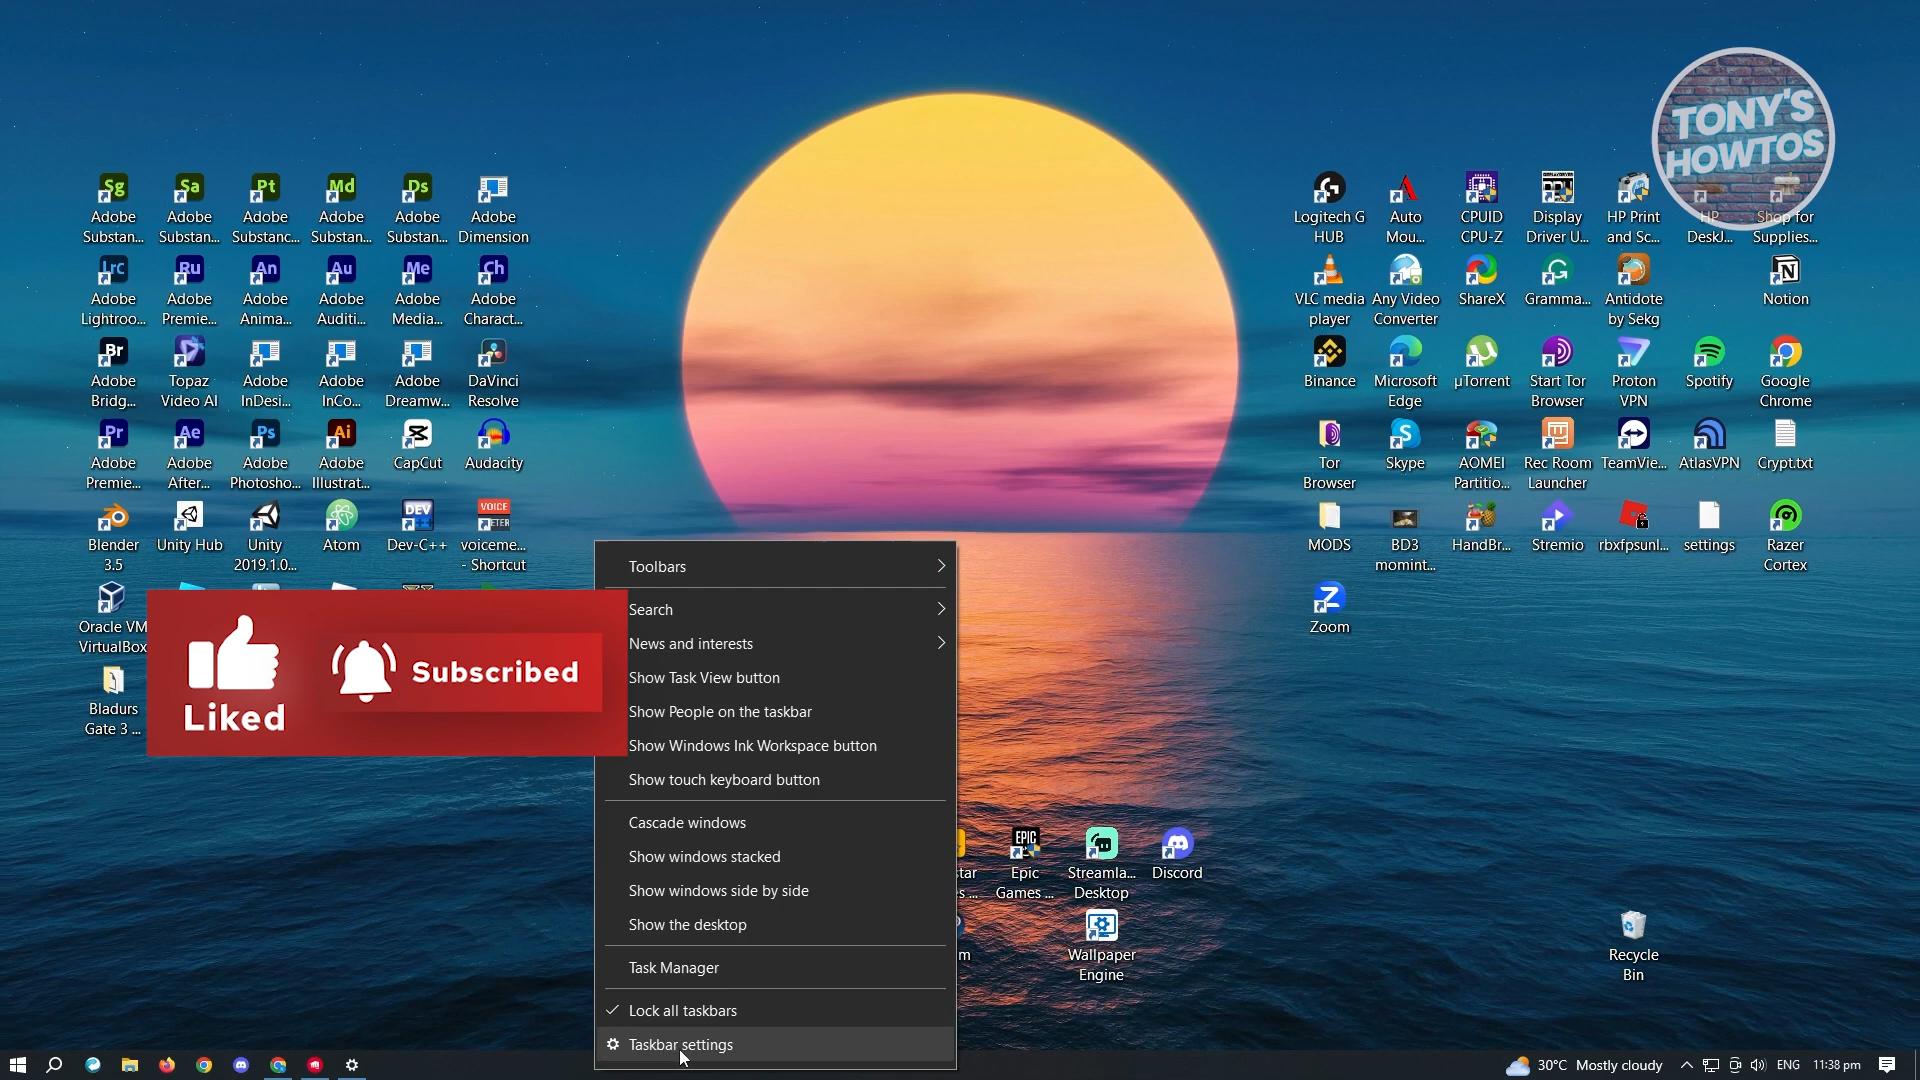 TONY'S
HOWTOS
Sg
Sa
Pt
Md
Ds
Adobe Substan...
Adobe Substan...
Adobe Substanc...
Adobe Substan...
Adobe Substan...
Adobe Dimension
Logitech G HUB
Auto Mou...
CPUID CPU-Z
Display Driver U...
HP Print and Sc...
HP DeskJ...
Shop for Supplies...
Lrc
Ru
An
Au
Me
Ch
Adobe Lightroo...
Adobe Premie...
Adobe Anima...
Adobe Auditi...
Adobe Media...
Adobe Charact...
VLC media player
Any Video Converter
ShareX
Gramma...
Antidote by Sekg
Notion
Br
Adobe Bridg...
Topaz Video AI
Adobe InDesi...
Adobe InCo...
Adobe Dreamw...
DaVinci Resolve
Binance
Microsoft Edge
µTorrent
Start Tor Browser
Proton VPN
Spotify
Google Chrome
Pr
Ae
Ps
Ai
Adobe Premie...
Adobe After...
Adobe Photosho...
Adobe Illustrat...
CapCut
Audacity
Tor Browser
Skype
AOMEI Partitio...
Rec Room Launcher
TeamVie...
AtlasVPN
Crypt.txt
DEV
VOICE
METER
Blender 3.5
Unity Hub
Unity 2019.1.0...
Atom
Dev-C++
voiceme... - Shortcut
MODS
BD3 momint...
HandBr...
Stremio
rbxfpsunl...
settings
Razer Cortex
Oracle VM VirtualBox
Zoom
Bladurs Gate 3 ...
Liked
Subscribed
Toolbars
Search
News and interests
Show Task View button
Show People on the taskbar
Show Windows Ink Workspace button
Show touch keyboard button
Cascade windows
Show windows stacked
Show windows side by side
Show the desktop
Task Manager
Lock all taskbars
Taskbar settings
EPIC
Epic Games ...
Streamla... Desktop
Discord
Wallpaper Engine
Recycle Bin
30°C Mostly cloudy
ENG
11:38 pm